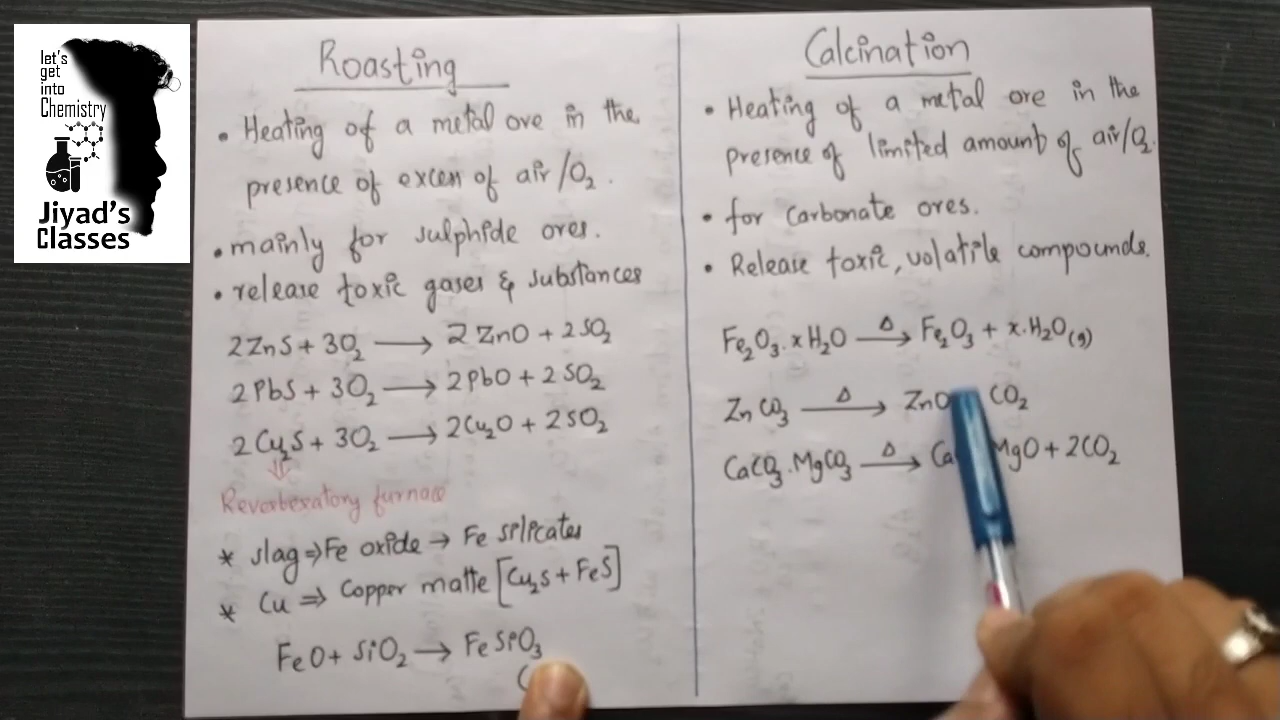 let's
get
into
Chemistry
Jiyad's
Classes
Roasting
• Heating of a metal ore in the
presence of excess of air/O₂.
• mainly for sulphide ores.
• release toxic gases & substances
2ZnS + 3O₂ ⟶ 2ZnO + 2SO₂
2PbS + 3O₂ ⟶ 2PbO + 2SO₂
2Cu₂S + 3O₂ ⟶ 2Cu₂O + 2SO₂
⇓
Reverberatory furnace
* slag ⇒ Fe oxide → Fe silicates
* Cu ⇒ Copper matte [Cu₂S + FeS]
FeO + SiO₂ ⟶ FeSiO₃
(
Calcination
• Heating of a metal ore in the
presence of limited amount of air/O₂.
• for Carbonate ores.
• Release toxic, volatile compounds.
Fe₂O₃.xH₂O —Δ→ Fe₂O₃ + x.H₂O(g)
ZnCO₃ —Δ→ ZnO CO₂
CaCO₃.MgCO₃ —Δ→ Ca MgO + 2CO₂